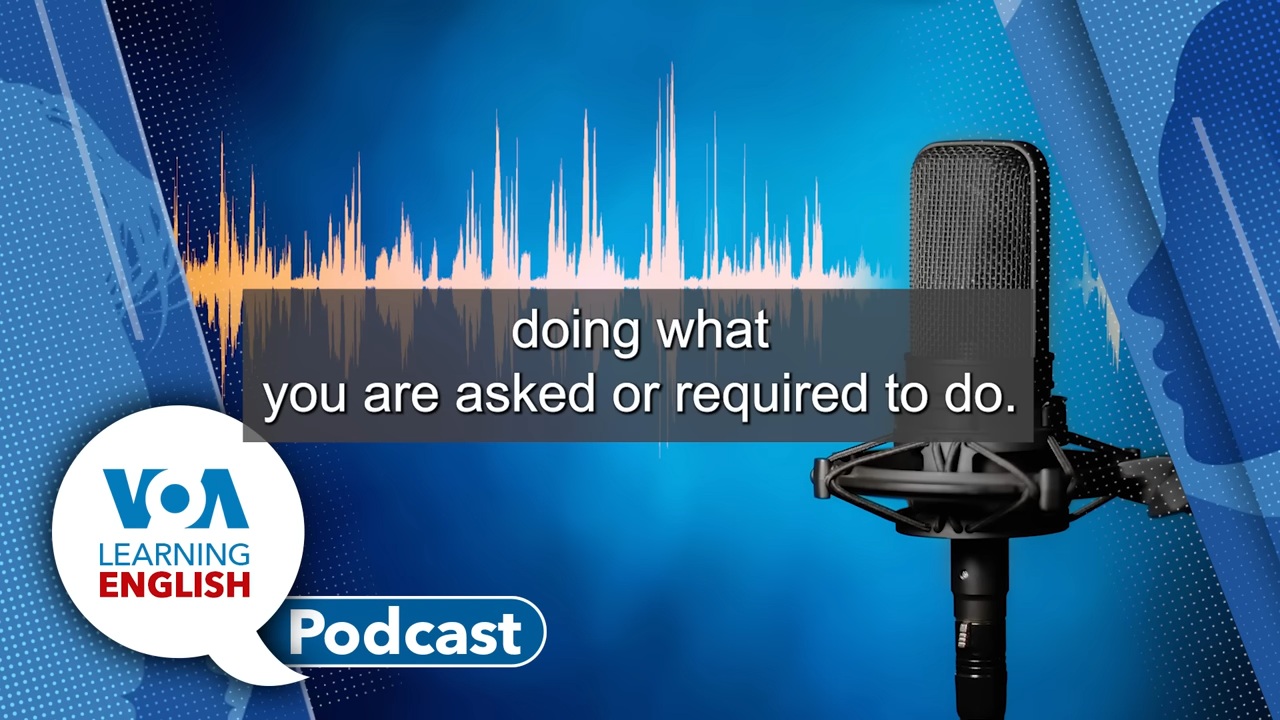 doing what
you are asked or required to do.
VOA
LEARNING
ENGLISH
Podcast